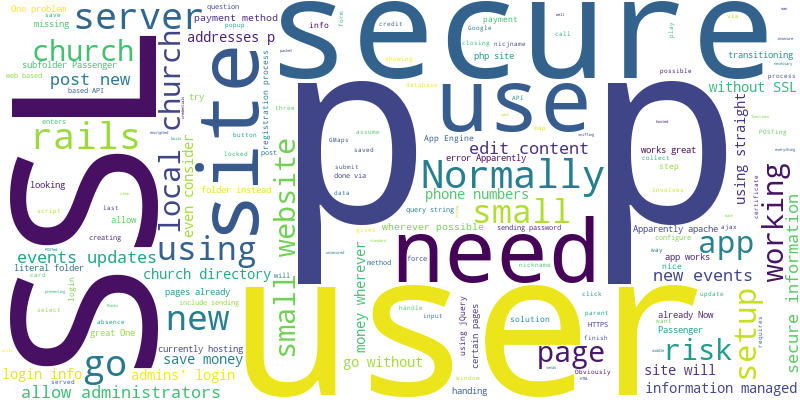 One problem
server
question
payment method
info
form
credit
secure
well
via
save
missing
church
popup
addresses p
Google
payment
call
play
showing
closing
nicjname
transitioning
subfolder Passenger
web based
post new
based API
local churche
site
registration process
php site
database
use
possible
process
without SSL
SSL
enters
rails
try
three
post
button
locked
API
map
App Engine
edit content
error Apparently
assume
GMaps
saved
works great
hosted
collect
step
POSTing
everything
using straight
looking
even consider
folder instead
submit
done via
data
Normally
phone numbers
query string
small
involves
certificate
working
script
last
allow
creating
small website
wherever possible
sending password
Apparently apache
ajax
configure
way
events updates
using
literal folder
church directory
need
app
app works
nice
new events
secure information
pages already
include sending
will
method
force
nickname
click
parent
update
card
login
select
absence
great One
new
money wherever
handle
input
using jQuery
certain pages
solution
HTTPS
finish
want
already Now
Passenger
requires
setup
currently hosting
save money
go
page
risk
go without
window
Obviously
site will
login info
served
admins' login
user
handing
information managed
allow administrators
app